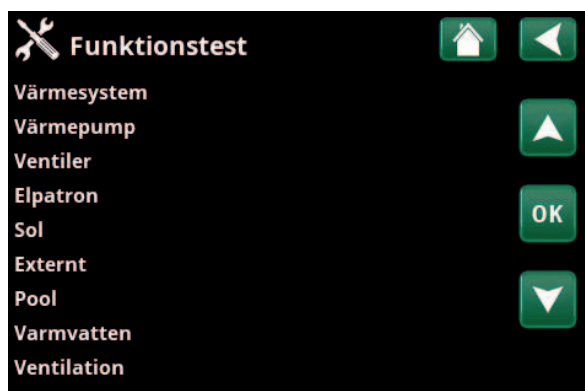 Funktionstest
Värmesystem
Värmepump
Ventiler
Elpatron
Sol
Externt
Pool
Varmvatten
Ventilation
OK